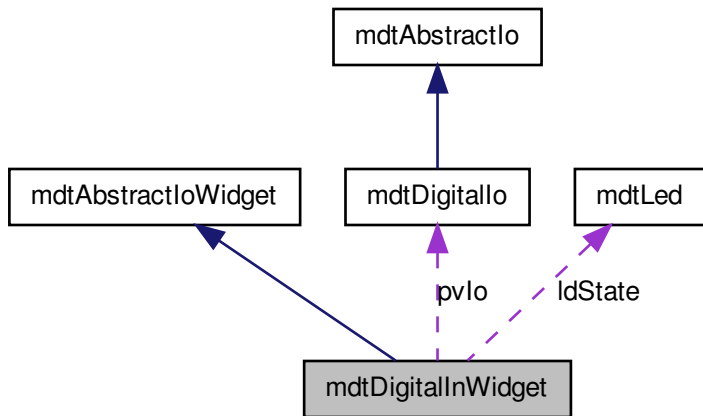 mdtAbstractIo
mdtAbstractIoWidget
mdtDigitalIo
mdtLed
pvIo
ldState
mdtDigitalInWidget